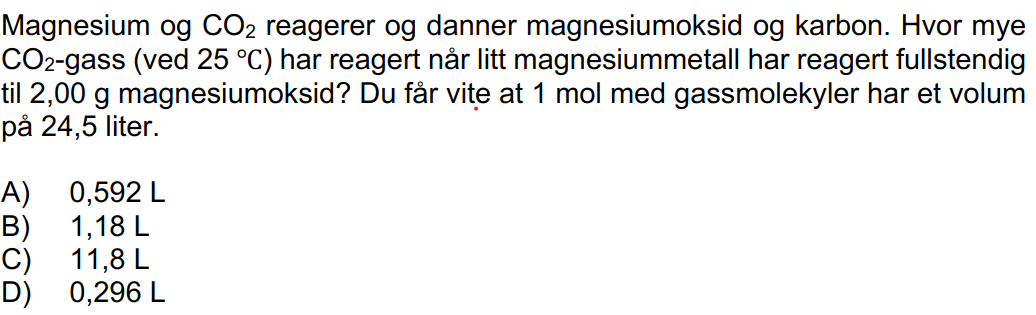 Magnesium og CO₂ reagerer og danner magnesiumoksid og karbon. Hvor mye
CO₂-gass (ved 25 °C) har reagert når litt magnesiummetall har reagert fullstendig
til 2,00 g magnesiumoksid? Du får vite at 1 mol med gassmolekyler har et volum
på 24,5 liter.
A) 0,592 L
B) 1,18 L
C) 11,8 L
D) 0,296 L